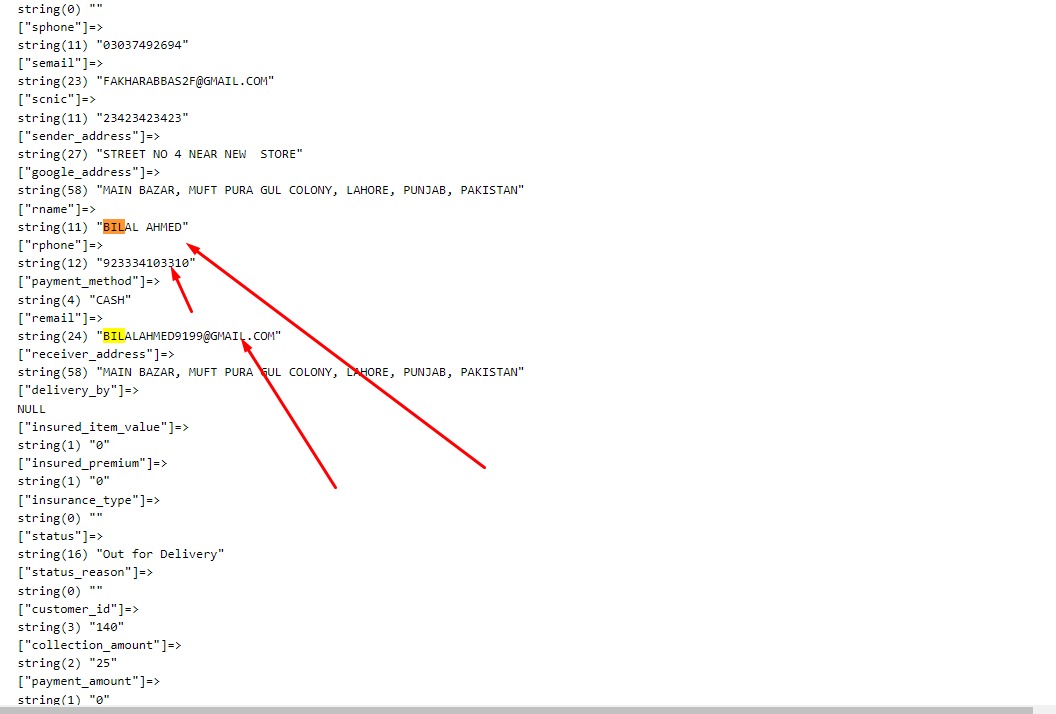 string(0) ""
["sphone"]=>
string(11) "03037492694"
["semail"]=>
string(23) "FAKHARABBAS2F@GMAIL.COM"
["scnic"]=>
string(11) "23423423423"
["sender_address"]=>
string(27) "STREET NO 4 NEAR NEW  STORE"
["google_address"]=>
string(58) "MAIN BAZAR, MUFT PURA GUL COLONY, LAHORE, PUNJAB, PAKISTAN"
["rname"]=>
string(11) "BILAL AHMED"
["rphone"]=>
string(12) "923334103310"
["payment_method"]=>
string(4) "CASH"
["remail"]=>
string(24) "BILALAHMED9199@GMAIL.COM"
["receiver_address"]=>
string(58) "MAIN BAZAR, MUFT PURA GUL COLONY, LAHORE, PUNJAB, PAKISTAN"
["delivery_by"]=>
NULL
["insured_item_value"]=>
string(1) "0"
["insured_premium"]=>
string(1) "0"
["insurance_type"]=>
string(0) ""
["status"]=>
string(16) "Out for Delivery"
["status_reason"]=>
string(0) ""
["customer_id"]=>
string(3) "140"
["collection_amount"]=>
string(2) "25"
["payment_amount"]=>
string(1) "0"